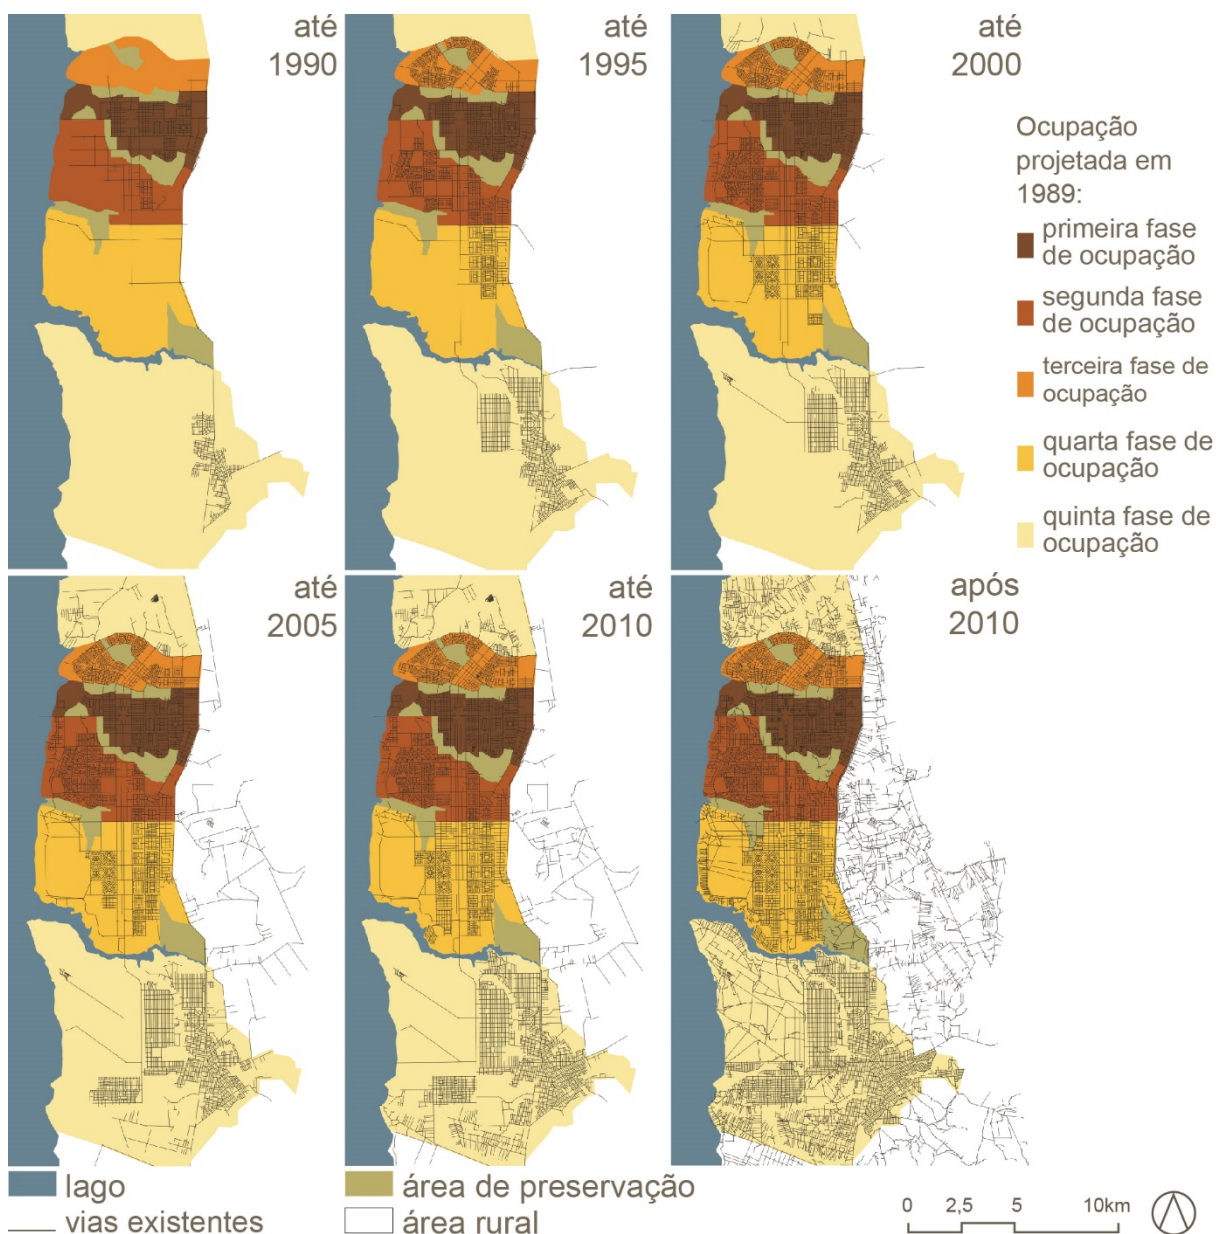 até
1990
até
1995
até
2000
Ocupação
projetada em
1989:
primeira fase
de ocupação
segunda fase
de ocupação
terceira fase de
ocupação
quarta fase de
ocupação
quinta fase de
ocupação
até
2005
até
2010
após
2010
lago
vias existentes
área de preservação
área rural
0 2,5 5 10km